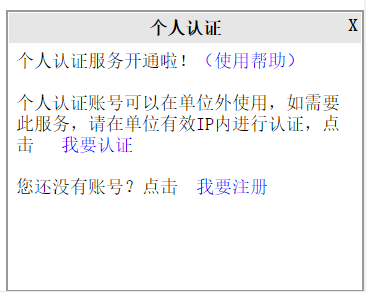 个人认证 X
个人认证服务开通啦！（使用帮助）
个人认证账号可以在单位外使用，如需要
此服务，请在单位有效IP内进行认证，点
击 我要认证
您还没有账号？点击 我要注册